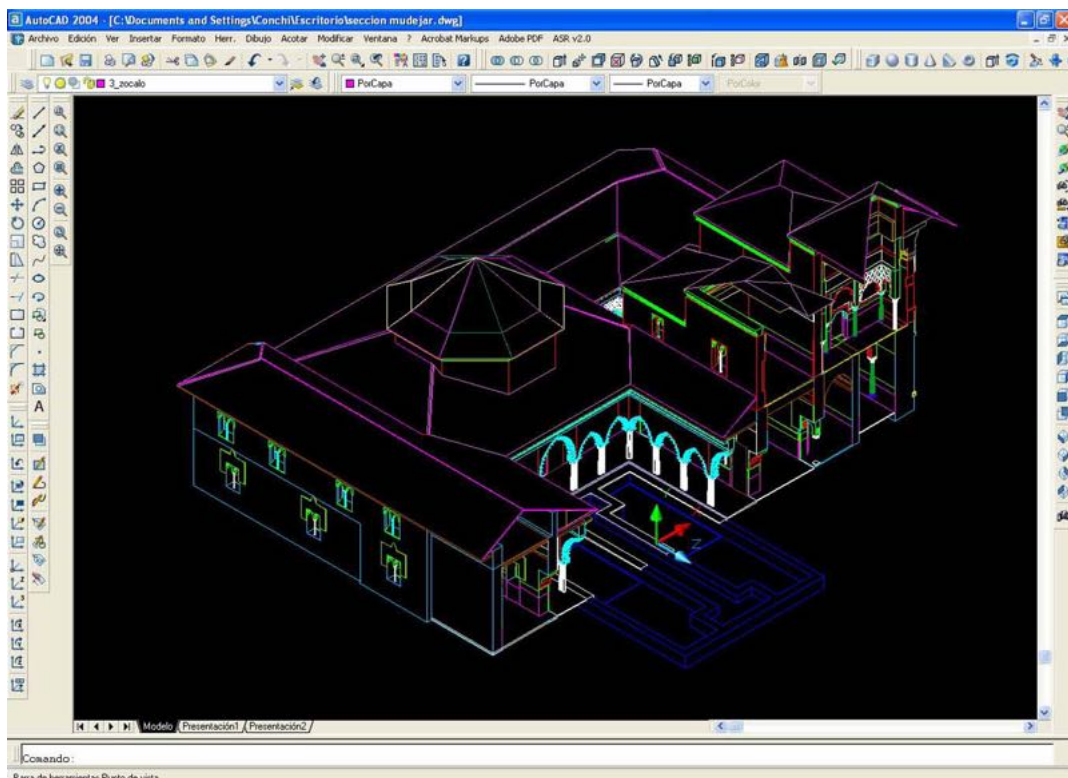 AutoCAD 2004 - [C:\Documents and Settings\Conchi\Escritorio\seccion mudejar.dwg]
Archivo Edición Ver Insertar Formato Herr. Dibujo Acotar Modificar Ventana ? Acrobat Markups Adobe PDF ASR v2.0
3_zocalo PorCapa PorCapa PorCapa PorColor
Modelo Presentación1 Presentación2
Comando:
Barra de herramientas Punto de vista